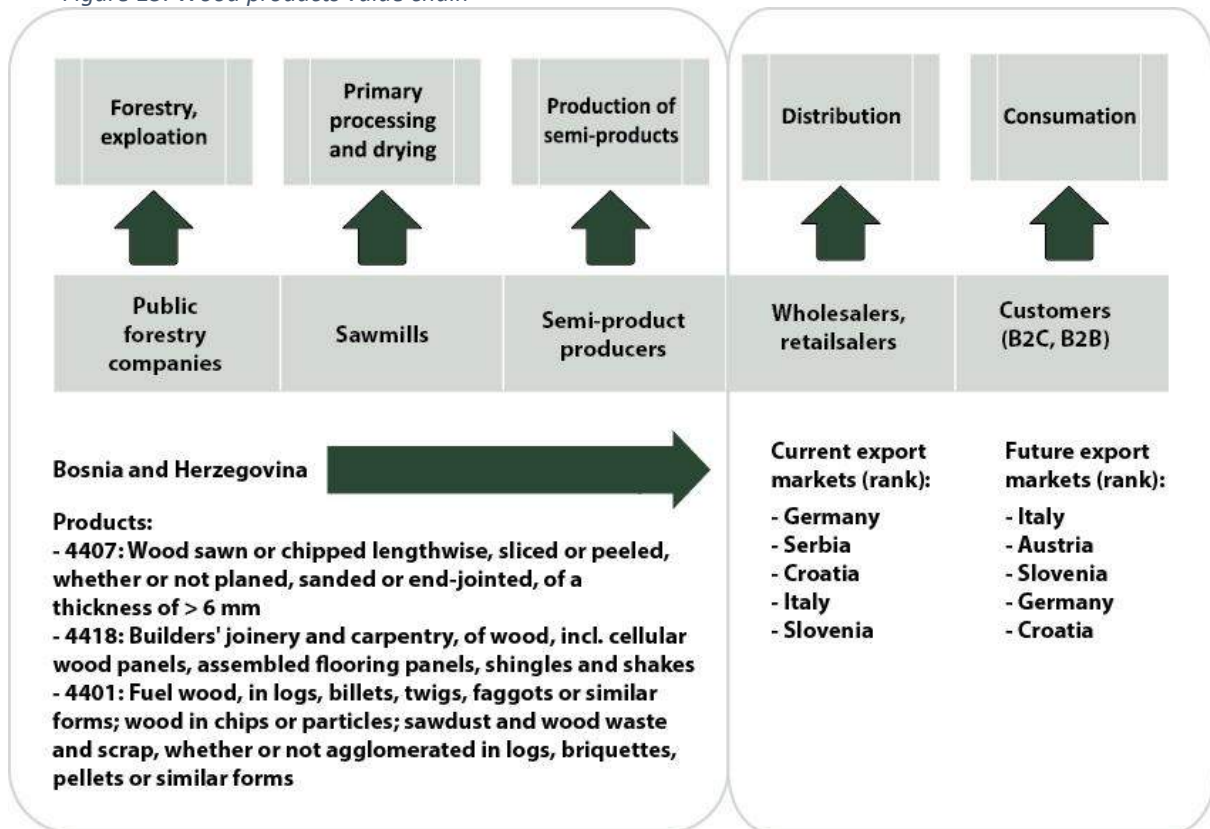 Figure Wood products value chain
Forestry,
exploation
Primary
processing
and drying
Production of
semi-products
Distribution
Consumation
Public
forestry
companies
Sawmills
Semi-product
producers
Wholesalers,
retailsalers
Customers
(B2C, B2B)
Bosnia and Herzegovina
Products:
- 4407: Wood sawn or chipped lengthwise, sliced or peeled,
whether or not planed, sanded or end-jointed, of a
thickness of > 6 mm
- 4418: Builders' joinery and carpentry, of wood, incl. cellular
wood panels, assembled flooring panels, shingles and shakes
- 4401: Fuel wood, in logs, billets, twigs, faggots or similar
forms; wood in chips or particles; sawdust and wood waste
and scrap, whether or not agglomerated in logs, briquettes,
pellets or similar forms
Current export
markets (rank):
- Germany
- Serbia
- Croatia
- Italy
- Slovenia
Future export
markets (rank):
- Italy
- Austria
- Slovenia
- Germany
- Croatia